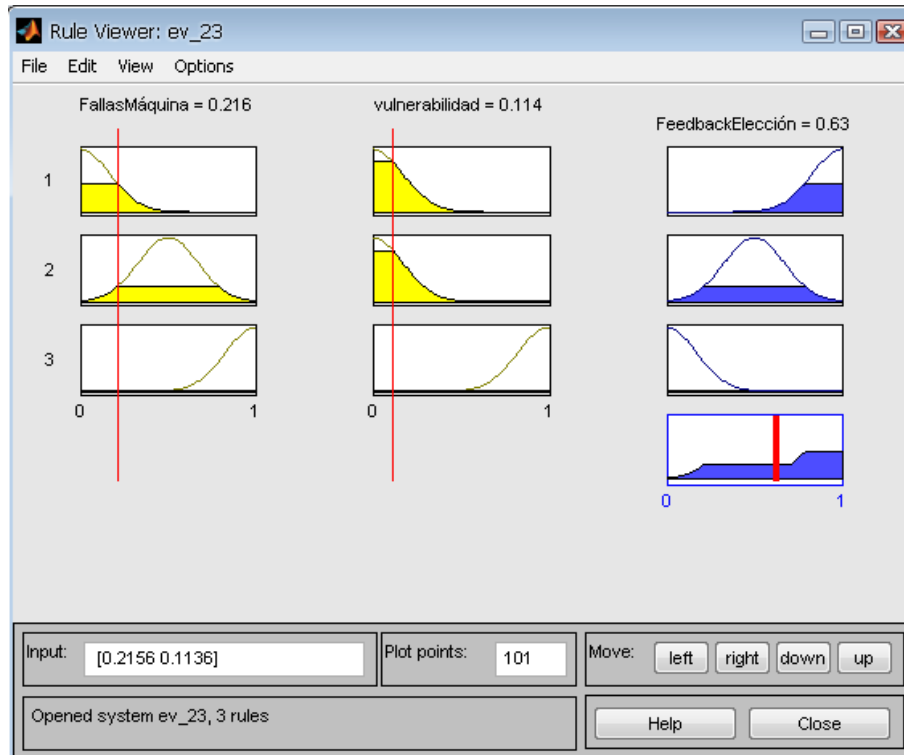 Rule Viewer: ev_23
File Edit View Options
FallasMáquina = 0.216
vulnerabilidad = 0.114
FeedbackElección = 0.63
1
2
3
0 1
0 1
0 1
Input: [0.2156 0.1136]
Plot points: 101
Move: left right down up
Opened system ev_23, 3 rules
Help Close